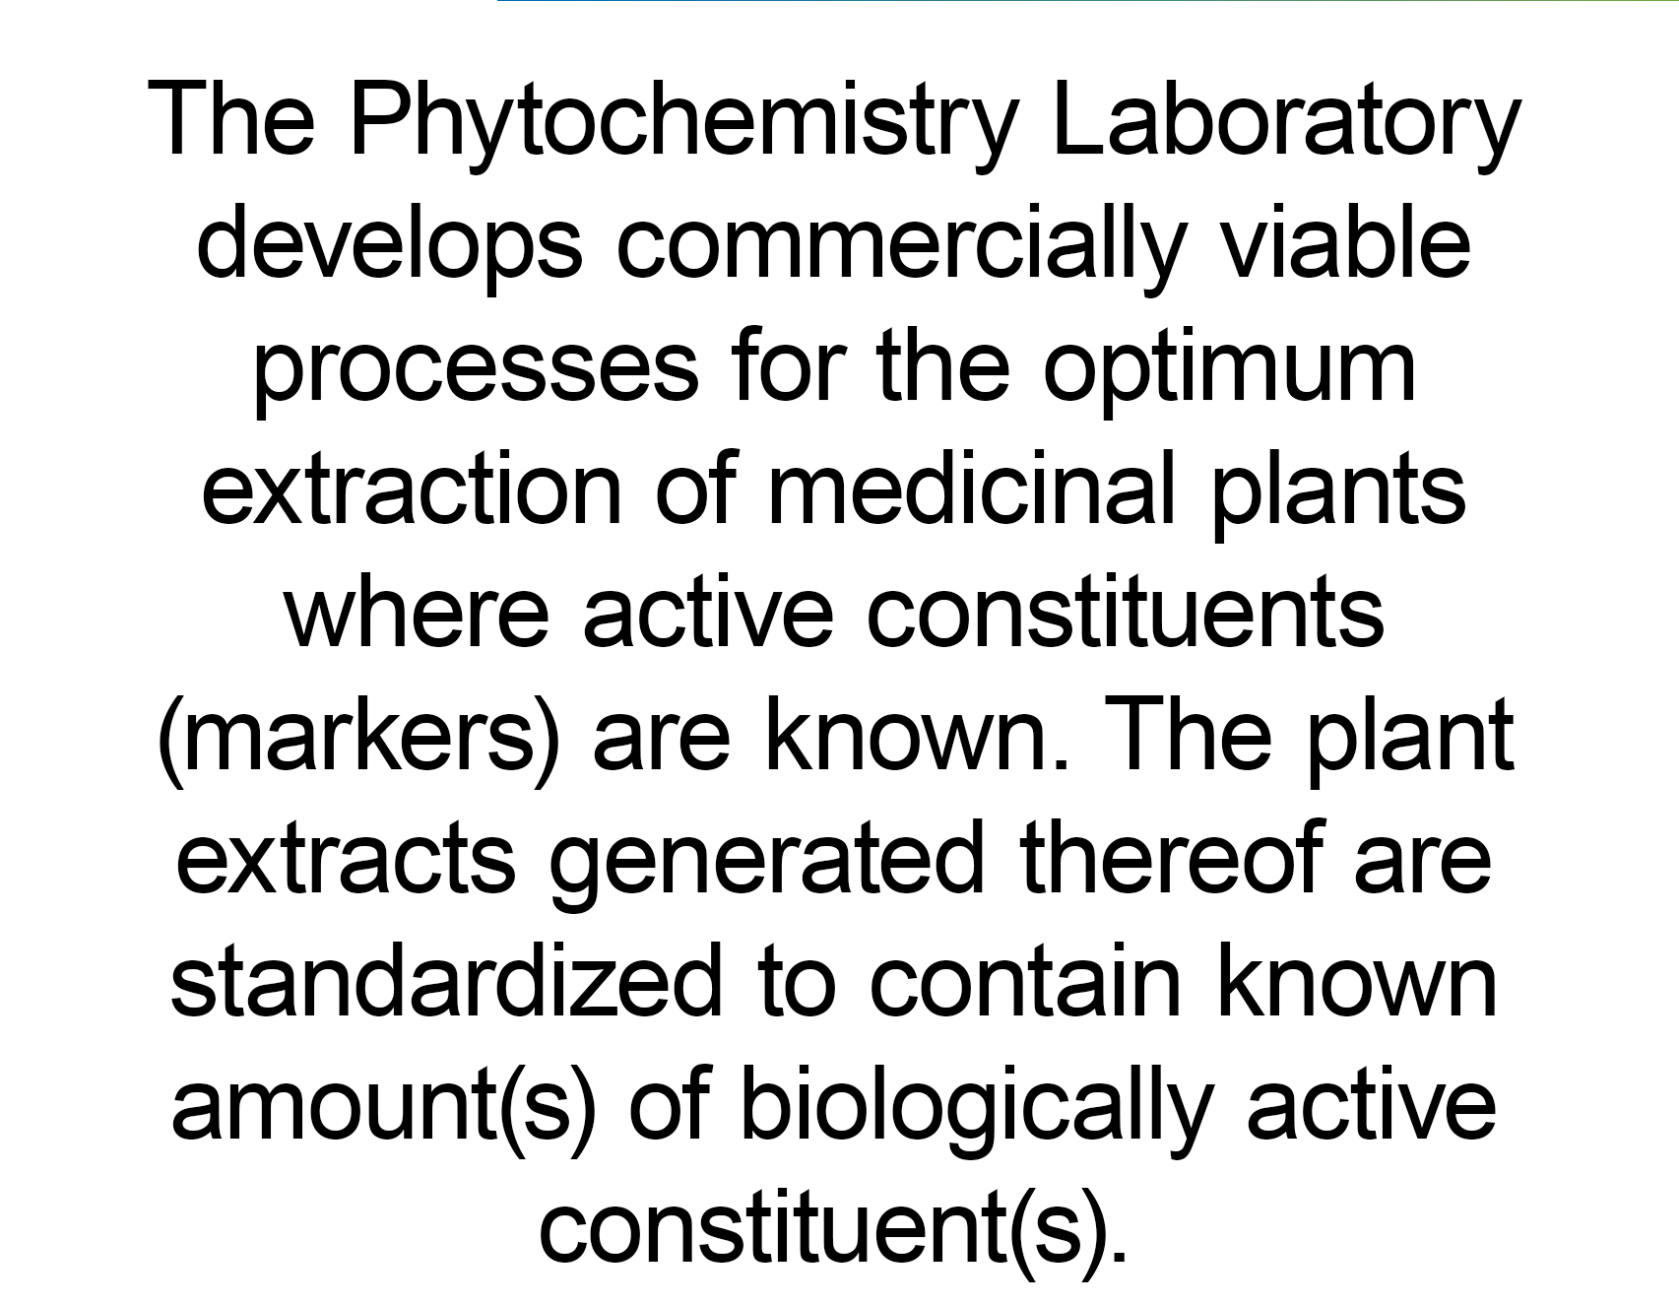 The Phytochemistry Laboratory
develops commercially viable
processes for the optimum
extraction of medicinal plants
where active constituents
(markers) are known. The plant
extracts generated thereof are
standardized to contain known
amount(s) of biologically active
constituent(s).